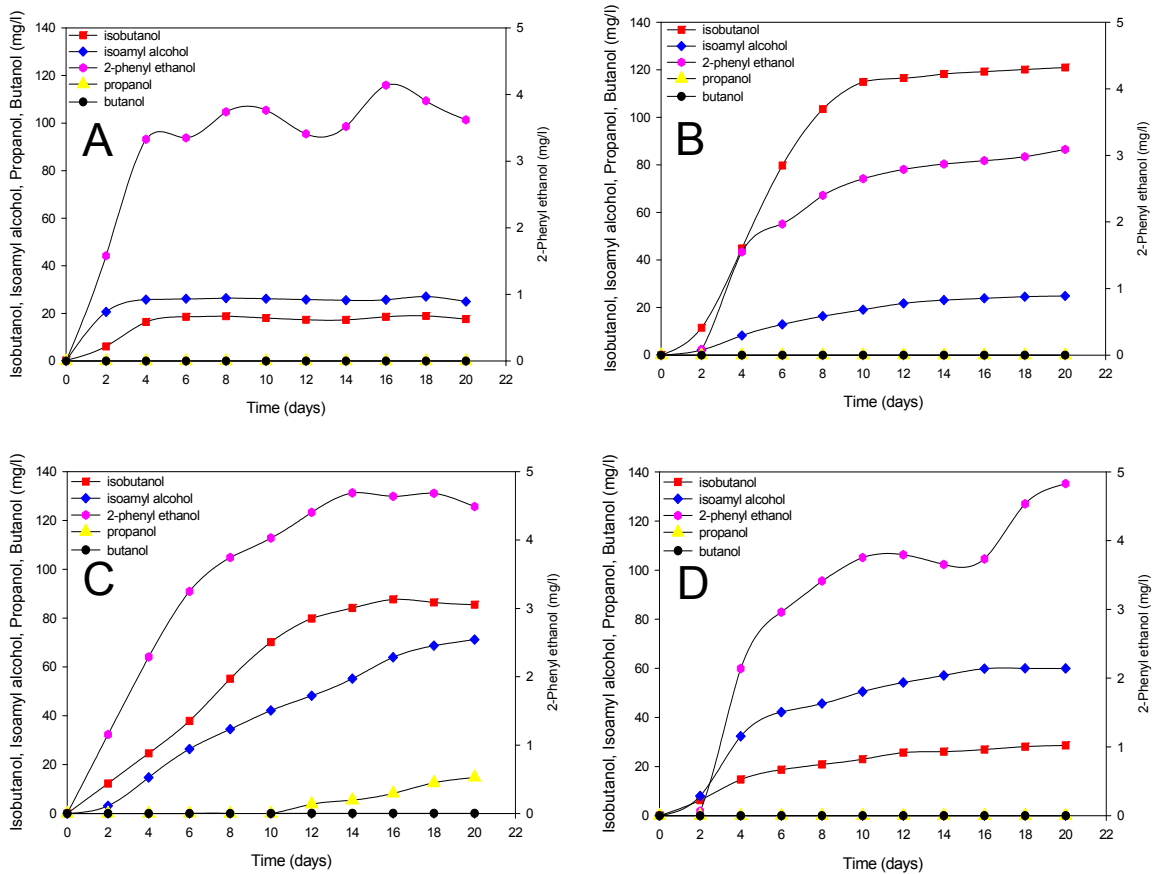 A
Isobutanol, Isoamyl alcohol, Propanol, Butanol (mg/l)
140
120
100
80
60
40
20
0
isobutanol
isoamyl alcohol
2-phenyl ethanol
propanol
butanol
5
4
3
2
1
0
2-Phenyl ethanol (mg/l)
0 2 4 6 8 10 12 14 16 18 20 22
Time (days)
B
Isobutanol, Isoamyl alcohol, Propanol, Butanol (mg/l)
140
120
100
80
60
40
20
0
isobutanol
isoamyl alcohol
2-phenyl ethanol
propanol
butanol
5
4
3
2
1
0
2-Phenyl ethanol (mg/l)
0 2 4 6 8 10 12 14 16 18 20 22
Time (days)
C
Isobutanol, Isoamyl alcohol, Propanol, Butanol (mg/l)
140
120
100
80
60
40
20
0
isobutanol
isoamyl alcohol
2-phenyl ethanol
propanol
butanol
5
4
3
2
1
0
2-Phenyl ethanol (mg/l)
0 2 4 6 8 10 12 14 16 18 20 22
Time (days)
D
Isobutanol, Isoamyl alcohol, Propanol, Butanol (mg/l)
140
120
100
80
60
40
20
0
isobutanol
isoamyl alcohol
2-phenyl ethanol
propanol
butanol
5
4
3
2
1
0
2-Phenyl ethanol (mg/l)
0 2 4 6 8 10 12 14 16 18 20 22
Time (days)